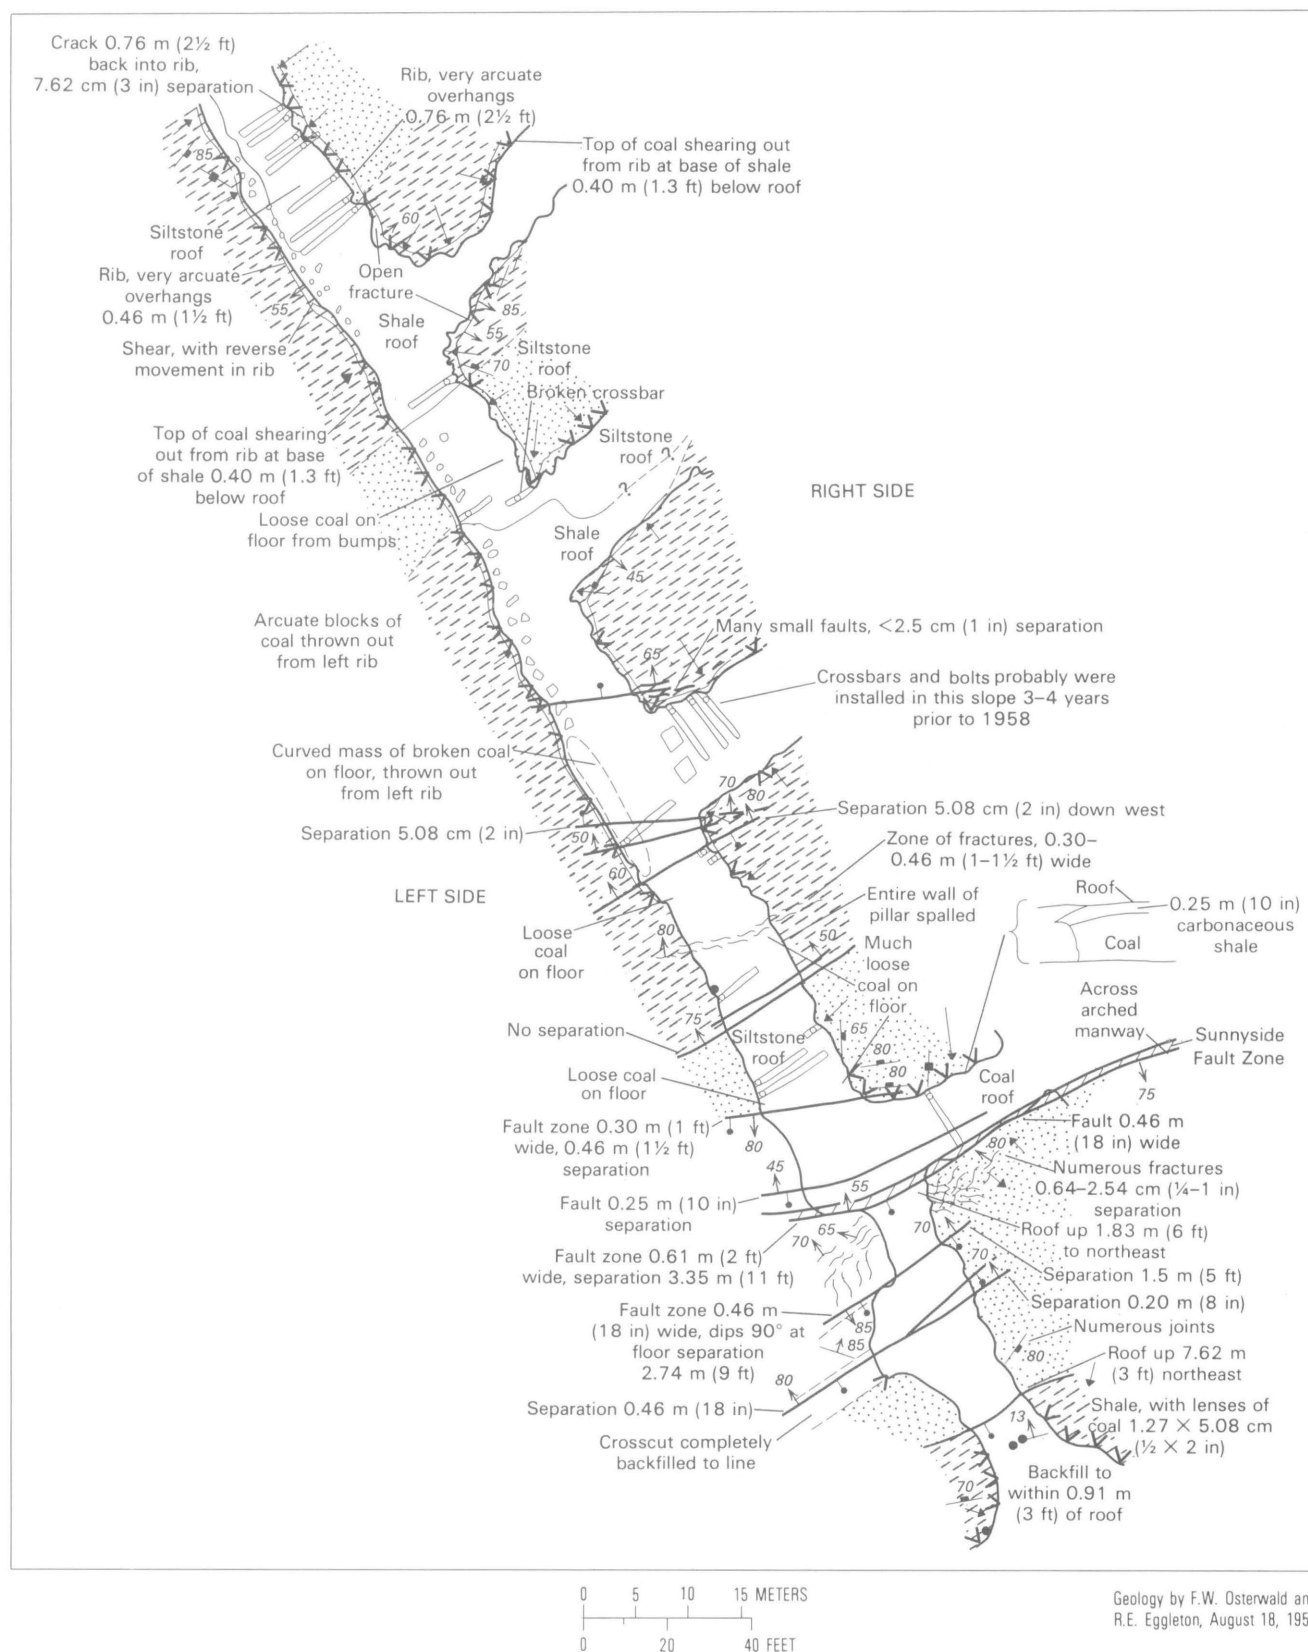 Crack 0.76 m (2½ ft)
back into rib,
7.62 cm (3 in) separation
Rib, very arcuate
overhangs
0.76 m (2½ ft)
Top of coal shearing out
from rib at base of shale
0.40 m (1.3 ft) below roof
85
60
Siltstone
roof
Rib, very arcuate
overhangs
0.46 m (1½ ft)
55
Open
fracture
Shale
roof
85
55
70
Siltstone
roof
Shear, with reverse
movement in rib
Broken crossbar
Siltstone
roof ?
?
Top of coal shearing
out from rib at base
of shale 0.40 m (1.3 ft)
below roof
RIGHT SIDE
Loose coal on
floor from bumps
Shale
roof
45
Arcuate blocks of
coal thrown out
from left rib
Many small faults, <2.5 cm (1 in) separation
65
Crossbars and bolts probably were
installed in this slope 3–4 years
prior to 1958
Curved mass of broken coal
on floor, thrown out
from left rib
70
80
Separation 5.08 cm (2 in)
50
Separation 5.08 cm (2 in) down west
Zone of fractures, 0.30–
0.46 m (1–1½ ft) wide
60
LEFT SIDE
Entire wall of
pillar spalled
Roof
0.25 m (10 in)
carbonaceous
shale
Coal
Loose
coal
on floor
80
50
Much
loose
coal on
floor
Across
arched
manway
No separation
75
Siltstone
roof
65
80
80
Sunnyside
Fault Zone
Loose coal
on floor
Coal
roof
75
Fault zone 0.30 m (1 ft)
wide, 0.46 m (1½ ft)
separation
80
Fault 0.46 m
(18 in) wide
80
45
55
Numerous fractures
0.64–2.54 cm (¼–1 in)
separation
Fault 0.25 m (10 in)
separation
65
70
70
Roof up 1.83 m (6 ft)
to northeast
Fault zone 0.61 m (2 ft)
wide, separation 3.35 m (11 ft)
70
Separation 1.5 m (5 ft)
Separation 0.20 m (8 in)
Fault zone 0.46 m
(18 in) wide, dips 90° at
floor separation
2.74 m (9 ft)
85
85
Numerous joints
80
Roof up 7.62 m
(3 ft) northeast
80
Separation 0.46 m (18 in)
Shale, with lenses of
coal 1.27 × 5.08 cm
(½ × 2 in)
13
Crosscut completely
backfilled to line
70
Backfill to
within 0.91 m
(3 ft) of roof
0 5 10 15 METERS
0 20 40 FEET
Geology by F.W. Osterwald an
R.E. Eggleton, August 18, 195